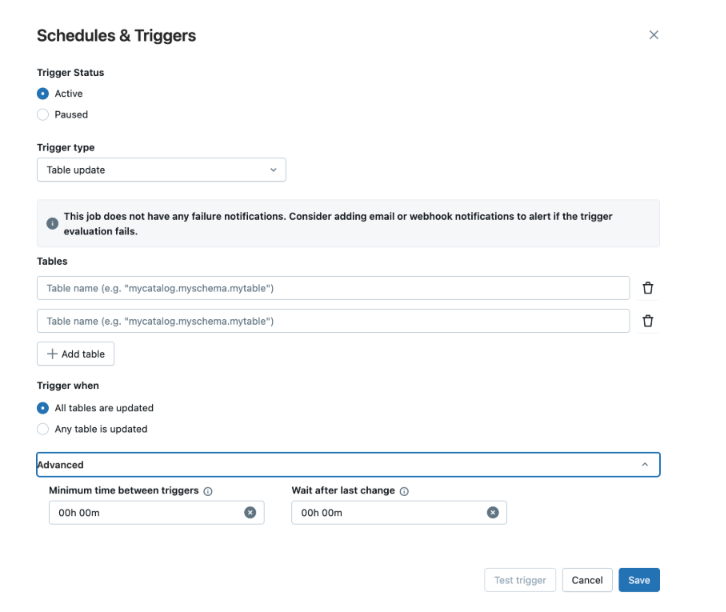 Schedules & Triggers
Trigger Status
Active
Paused
Trigger type
Table update
This job does not have any failure notifications. Consider adding email or webhook notifications to alert if the trigger
evaluation fails.
Tables
Table name (e.g. "mycatalog.myschema.mytable")
Table name (e.g. "mycatalog.myschema.mytable")
Add table
Trigger when
All tables are updated
Any table is updated
Advanced
Minimum time between triggers Wait after last change
00h 00m 00h 00m
Test trigger Cancel Save